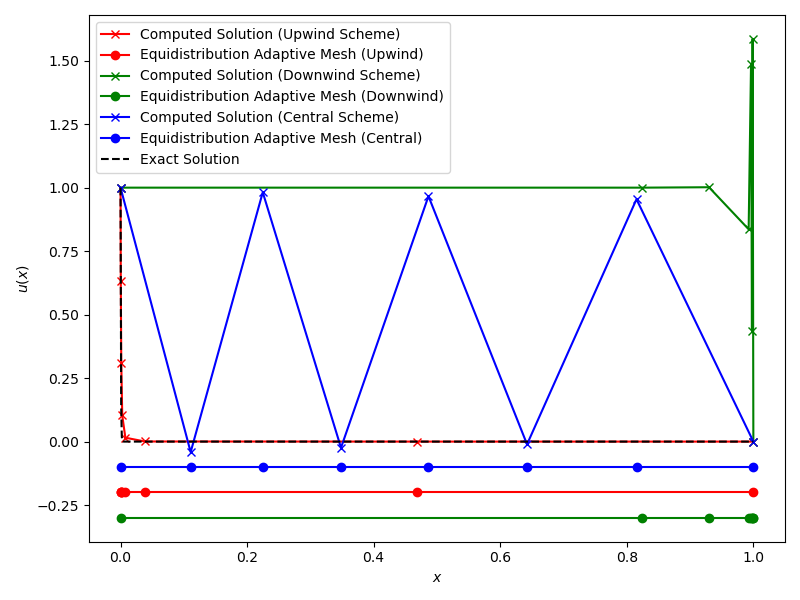 Computed Solution (Upwind Scheme)
Equidistribution Adaptive Mesh (Upwind)
Computed Solution (Downwind Scheme)
Equidistribution Adaptive Mesh (Downwind)
Computed Solution (Central Scheme)
Equidistribution Adaptive Mesh (Central)
Exact Solution
1.50
1.25
1.00
0.75
0.50
0.25
0.00
−0.25
u(x)
0.0 0.2 0.4 0.6 0.8 1.0
x